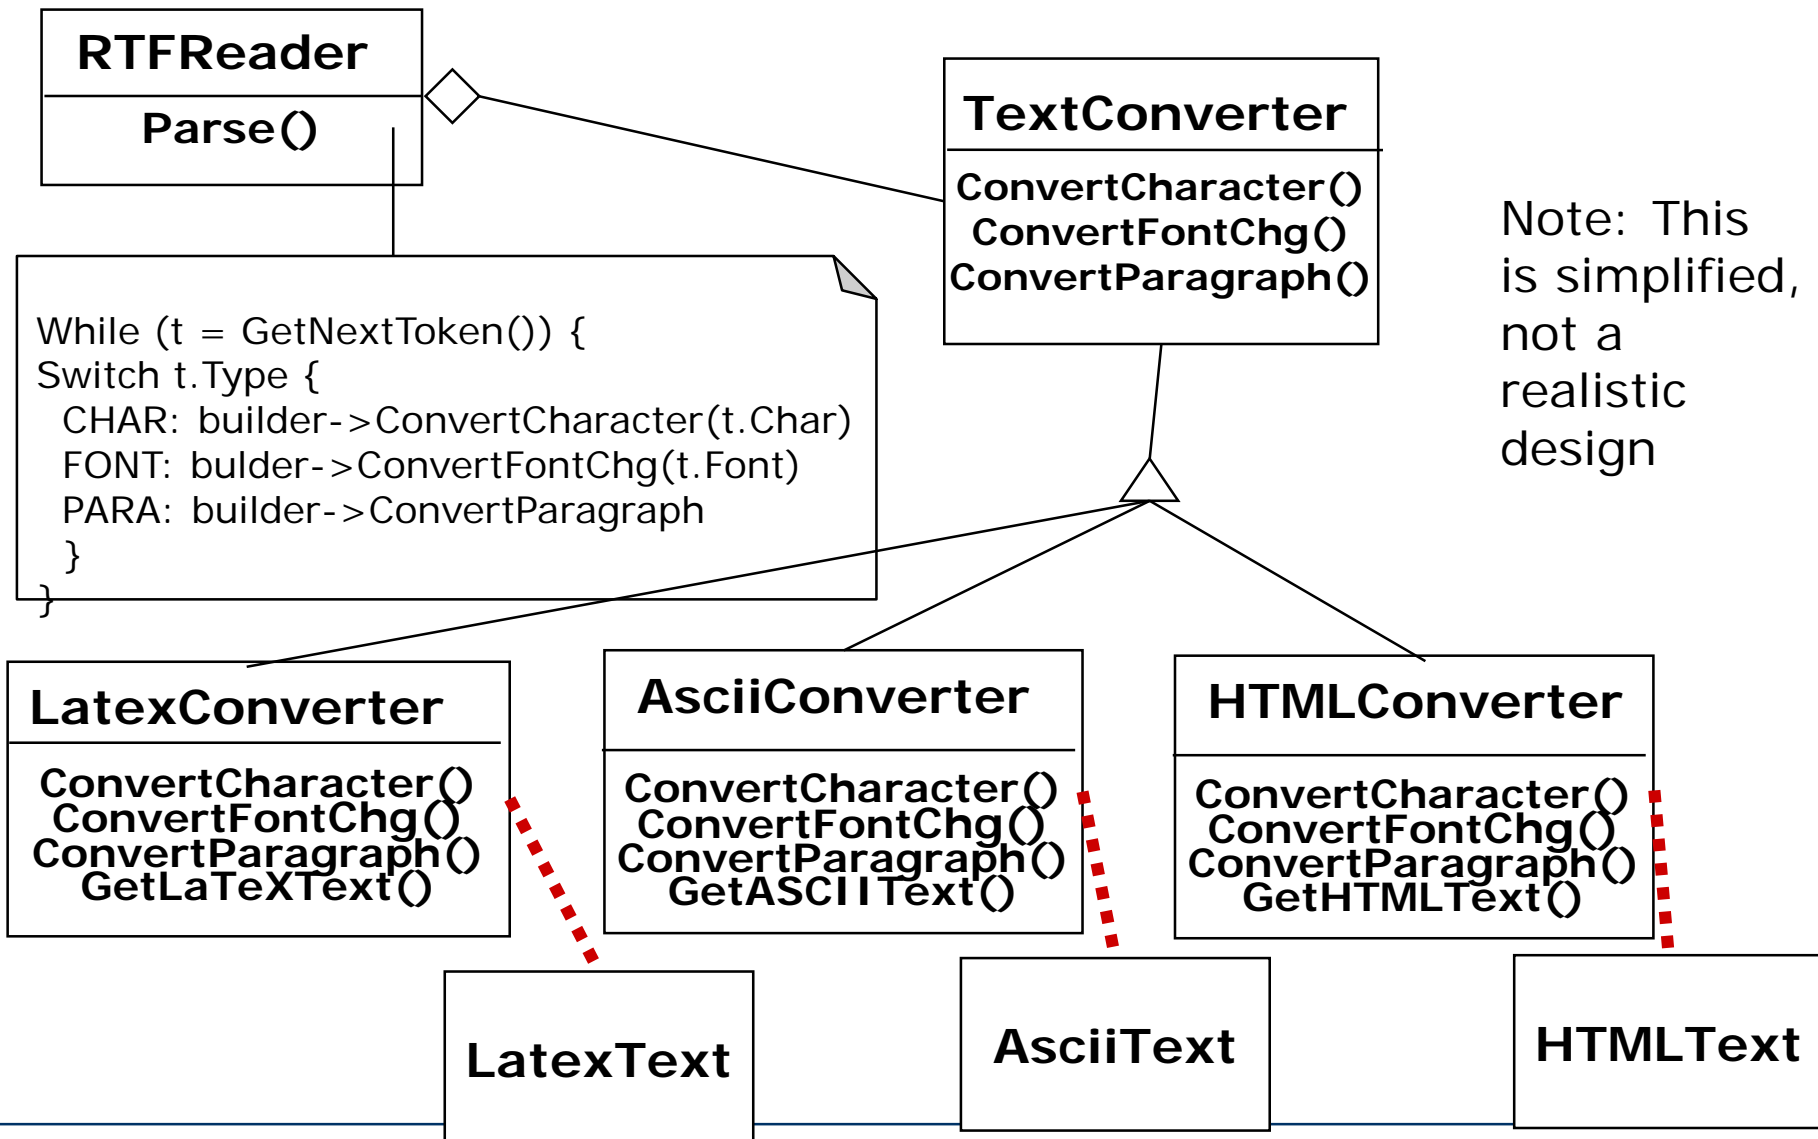 RTFReader
Parse()
TextConverter
ConvertCharacter()
ConvertFontChg()
ConvertParagraph()
Note: This
is simplified,
not a
realistic
design
While (t = GetNextToken()) {
Switch t.Type {
CHAR: builder->ConvertCharacter(t.Char)
FONT: bulder->ConvertFontChg(t.Font)
PARA: builder->ConvertParagraph
}
}
LatexConverter
ConvertCharacter()
ConvertFontChg()
ConvertParagraph()
GetLaTeXText()
AsciiConverter
ConvertCharacter()
ConvertFontChg()
ConvertParagraph()
GetASCIIText()
HTMLConverter
ConvertCharacter()
ConvertFontChg()
ConvertParagraph()
GetHTMLText()
LatexText
AsciiText
HTMLText